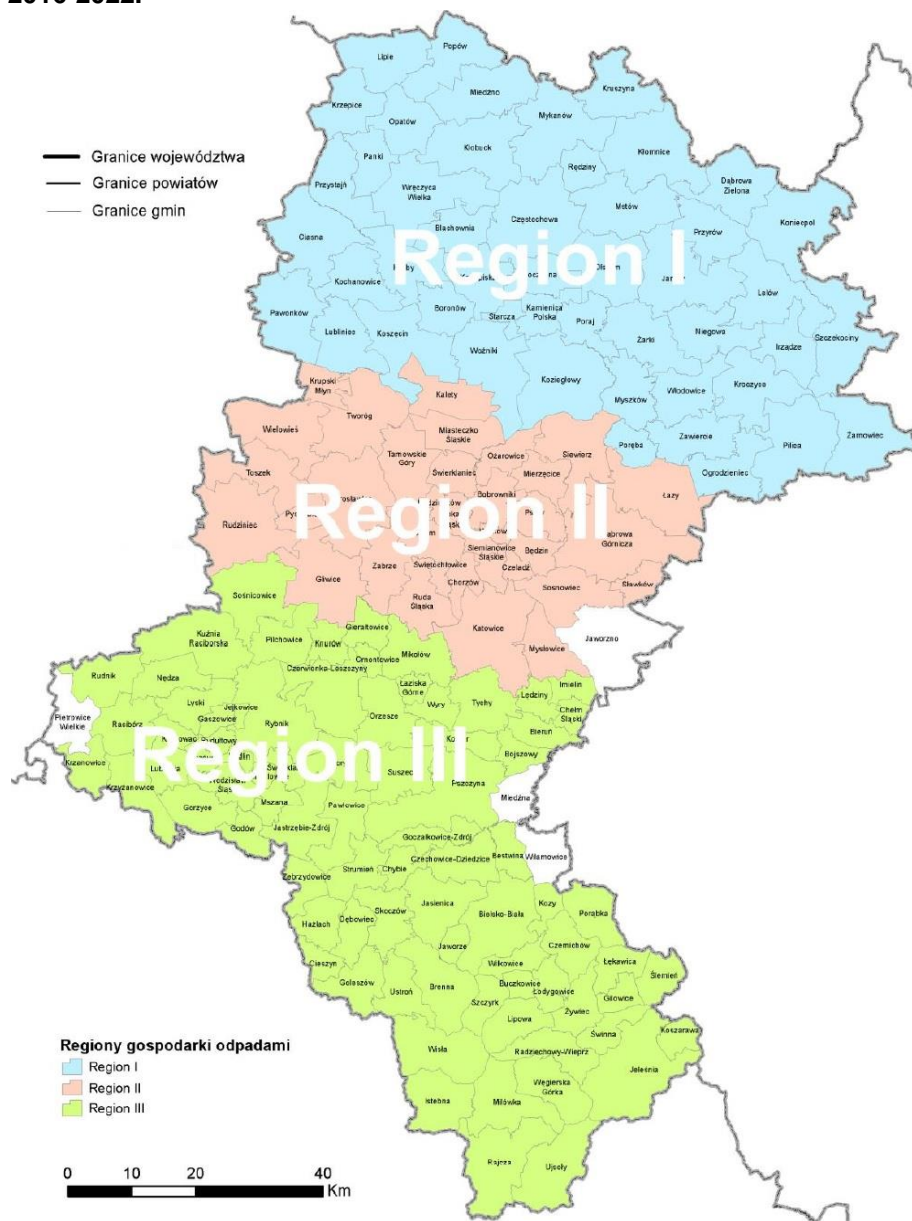 Lipie
Popów
Miedźno
Kruszyna
Krzepice
Mykanów
Opatów
Granice województwa
Kłobuck
Kłomnice
Panki
Rędziny
Granice powiatów
Dąbrowa
Zielona
Przystajń
Wręczyca
Wielka
Mstów
Koniecpol
Granice gmin
Częstochowa
Blachownia
Przyrów
Ciasna
Region I
Kochanowice
Lelów
Boronów
Kamienica
Polska
Pawonków
Starcza
Poraj
Niegowa
Szczekociny
Lubliniec
Koszęcin
Żarki
Irządze
Woźniki
Koziegłowy
Kroczyce
Krupski
Młyn
Włodowice
Kalety
Myszków
Tworóg
Miasteczko
Śląskie
Zawiercie
Żarnowiec
Wielowieś
Poręba
Pilica
Tarnowskie
Góry
Ożarowice
Siewierz
Świerklaniec
Mierzęcice
Ogrodzieniec
Toszek
Bobrowniki
Łazy
Region II
Rudziniec
Dąbrowa
Górnicza
Siemianowice
Śląskie
Będzin
Zabrze
Świętochłowice
Czeladź
Gliwice
Chorzów
Sosnowiec
Sławków
Ruda
Śląska
Sośnicowice
Katowice
Gierałtowice
Mysłowice
Jaworzno
Kuźnia
Raciborska
Pilchowice
Knurów
Ornontowice
Mikołów
Rudnik
Nędza
Czerwionka-Leszczyny
Lędziny
Imielin
Łaziska
Górne
Wyry
Tychy
Chełm
Śląski
Pietrowice
Wielkie
Lyski
Jejkowice
Orzesze
Racibórz
Gaszowice
Rybnik
Bieruń
Region III
Bojszowy
Krzanowice
Suszec
Pszczyna
Krzyżanowice
Miedźna
Gorzyce
Mszana
Pawłowice
Godów
Jastrzębie-Zdrój
Goczałkowice-Zdrój
Bestwina
Wilamowice
Zebrzydowice
Strumień
Chybie
Czechowice-Dziedzice
Hażlach
Dębowiec
Skoczów
Jasienica
Bielsko-Biała
Kozy
Porąbka
Jaworze
Czernichów
Cieszyn
Wilkowice
Łękawica
Goleszów
Ustroń
Brenna
Buczkowice
Łodygowice
Gilowice
Ślemień
Szczyrk
Lipowa
Żywiec
Regiony gospodarki odpadami
Wisła
Świnna
Koszarawa
Region I
Radziechowy-Wieprz
Region II
Jeleśnia
Region III
Istebna
Milówka
Węgierska
Górka
Rajcza
Ujsoły
0 10 20 40
Km